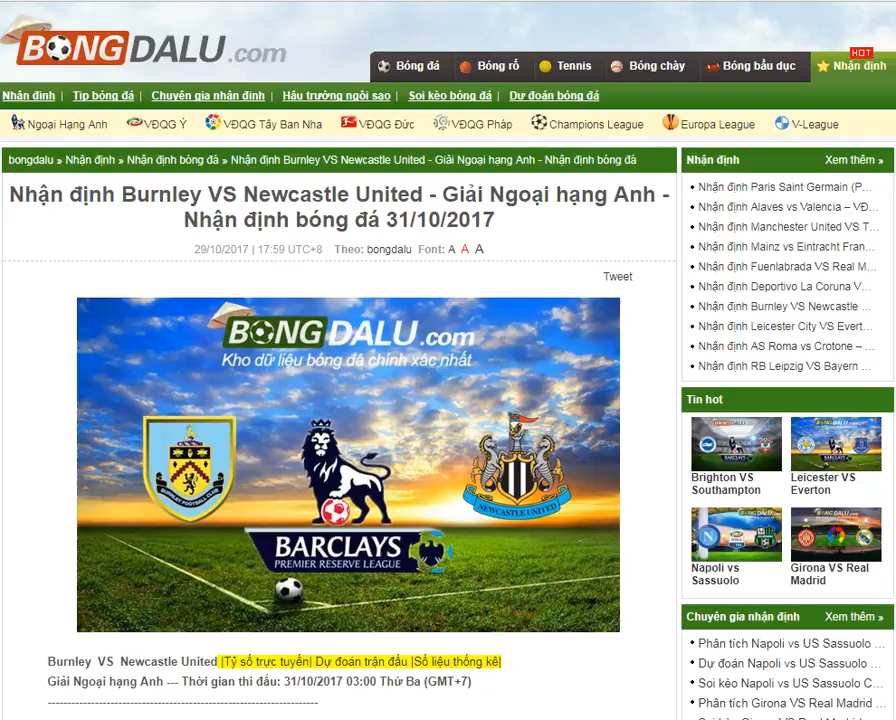 BONGDALU.com
Bóng đá Bóng rổ Tennis Bóng chày Bóng bầu dục Nhận định
HOT
Nhận định | Tip bóng đá | Chuyên gia nhận định | Hậu trường ngôi sao | Soi kèo bóng đá | Dự đoán bóng đá
Ngoại Hạng Anh VĐQG Ý VĐQG Tây Ban Nha VĐQG Đức VĐQG Pháp Champions League Europa League V-League
bongdalu » Nhận định » Nhận định bóng đá » Nhận định Burnley VS Newcastle United - Giải Ngoại hạng Anh - Nhận định bóng đá
Nhận định Burnley VS Newcastle United - Giải Ngoại hạng Anh -
Nhận định bóng đá 31/10/2017
29/10/2017 | 17:59 UTC+8 Theo: bongdalu Font: A A A
Tweet
BONGDALU.com
Kho dữ liệu bóng đá chính xác nhất
BURNLEY FOOTBALL CLUB
NEWCASTLE UNITED
BARCLAYS
PREMIER RESERVE LEAGUE
Burnley VS Newcastle United |Tỷ số trực tuyến| Dự đoán trận đấu |Số liệu thống kê|
Giải Ngoại hạng Anh --- Thời gian thi đấu: 31/10/2017 03:00 Thứ Ba (GMT+7)
--------------------------------------------------------------------
Nhận định Xem thêm »
Nhận định Paris Saint Germain (P...
Nhận định Alaves vs Valencia – VĐ...
Nhận định Manchester United VS T...
Nhận định Mainz vs Eintracht Fran...
Nhận định Fuenlabrada VS Real M...
Nhận định Deportivo La Coruna V...
Nhận định Burnley VS Newcastle ...
Nhận định Leicester City VS Evert...
Nhận định AS Roma vs Crotone – ...
Nhận định RB Leipzig VS Bayern ...
Tin hot
Brighton VS
Southampton
Leicester VS
Everton
Napoli vs
Sassuolo
Girona VS Real
Madrid
Chuyên gia nhận định Xem thêm »
Phân tích Napoli vs US Sassuolo ...
Dự đoán Napoli vs US Sassuolo ...
Soi kèo Napoli vs US Sassuolo C...
Phân tích Girona VS Real Madrid ...